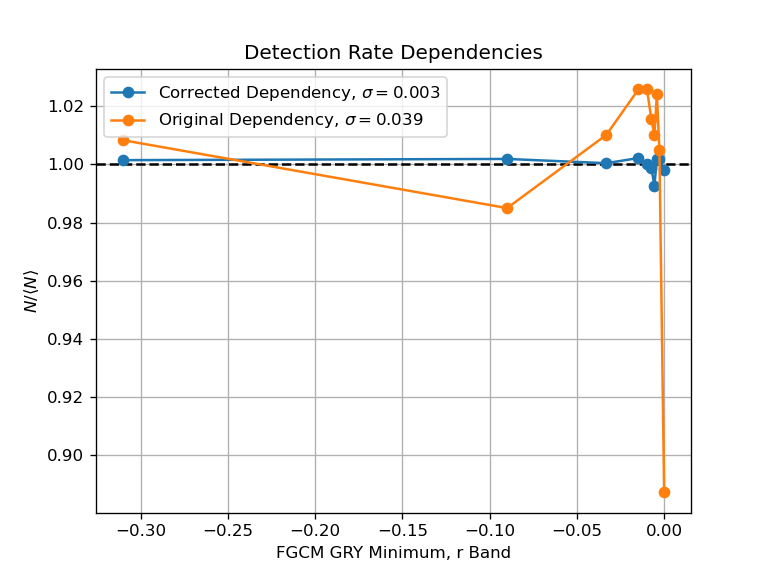 Detection Rate Dependencies
Corrected Dependency, σ = 0.003
Original Dependency, σ = 0.039
1.02
1.00
0.98
0.96
0.94
0.92
0.90
N/⟨N⟩
−0.30 −0.25 −0.20 −0.15 −0.10 −0.05 0.00
FGCM GRY Minimum, r Band